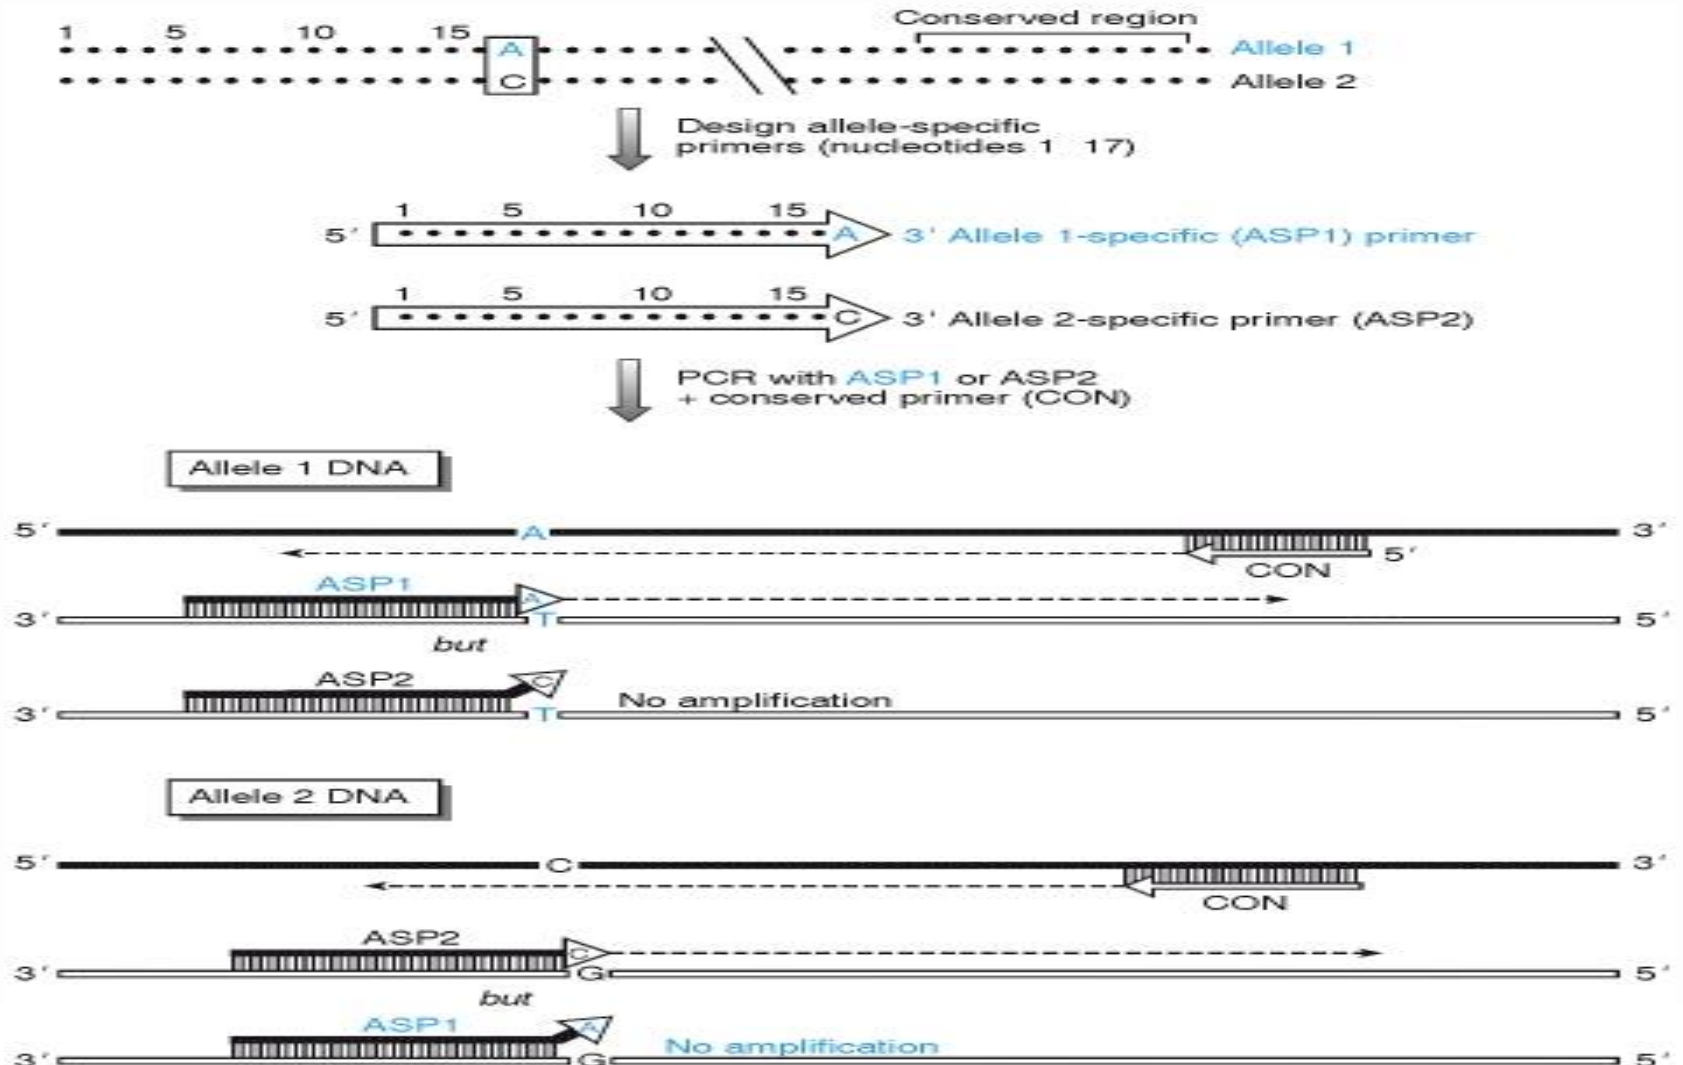 Conserved region
1 5 10 15
A Allele 1
C Allele 2
Design allele-specific
primers (nucleotides 1 17)
1 5 10 15
5′ A 3' Allele 1-specific (ASP1) primer
1 5 10 15
5′ C 3' Allele 2-specific primer (ASP2)
PCR with ASP1 or ASP2
+ conserved primer (CON)
Allele 1 DNA
5′ A 3′
5′
CON
ASP1
A
3′ T 5′
but
ASP2
C
No amplification
3′ T 5′
Allele 2 DNA
5′ C 3′
CON
ASP2
C
3′ G 5′
but
ASP1
A
No amplification
3′ G 5′